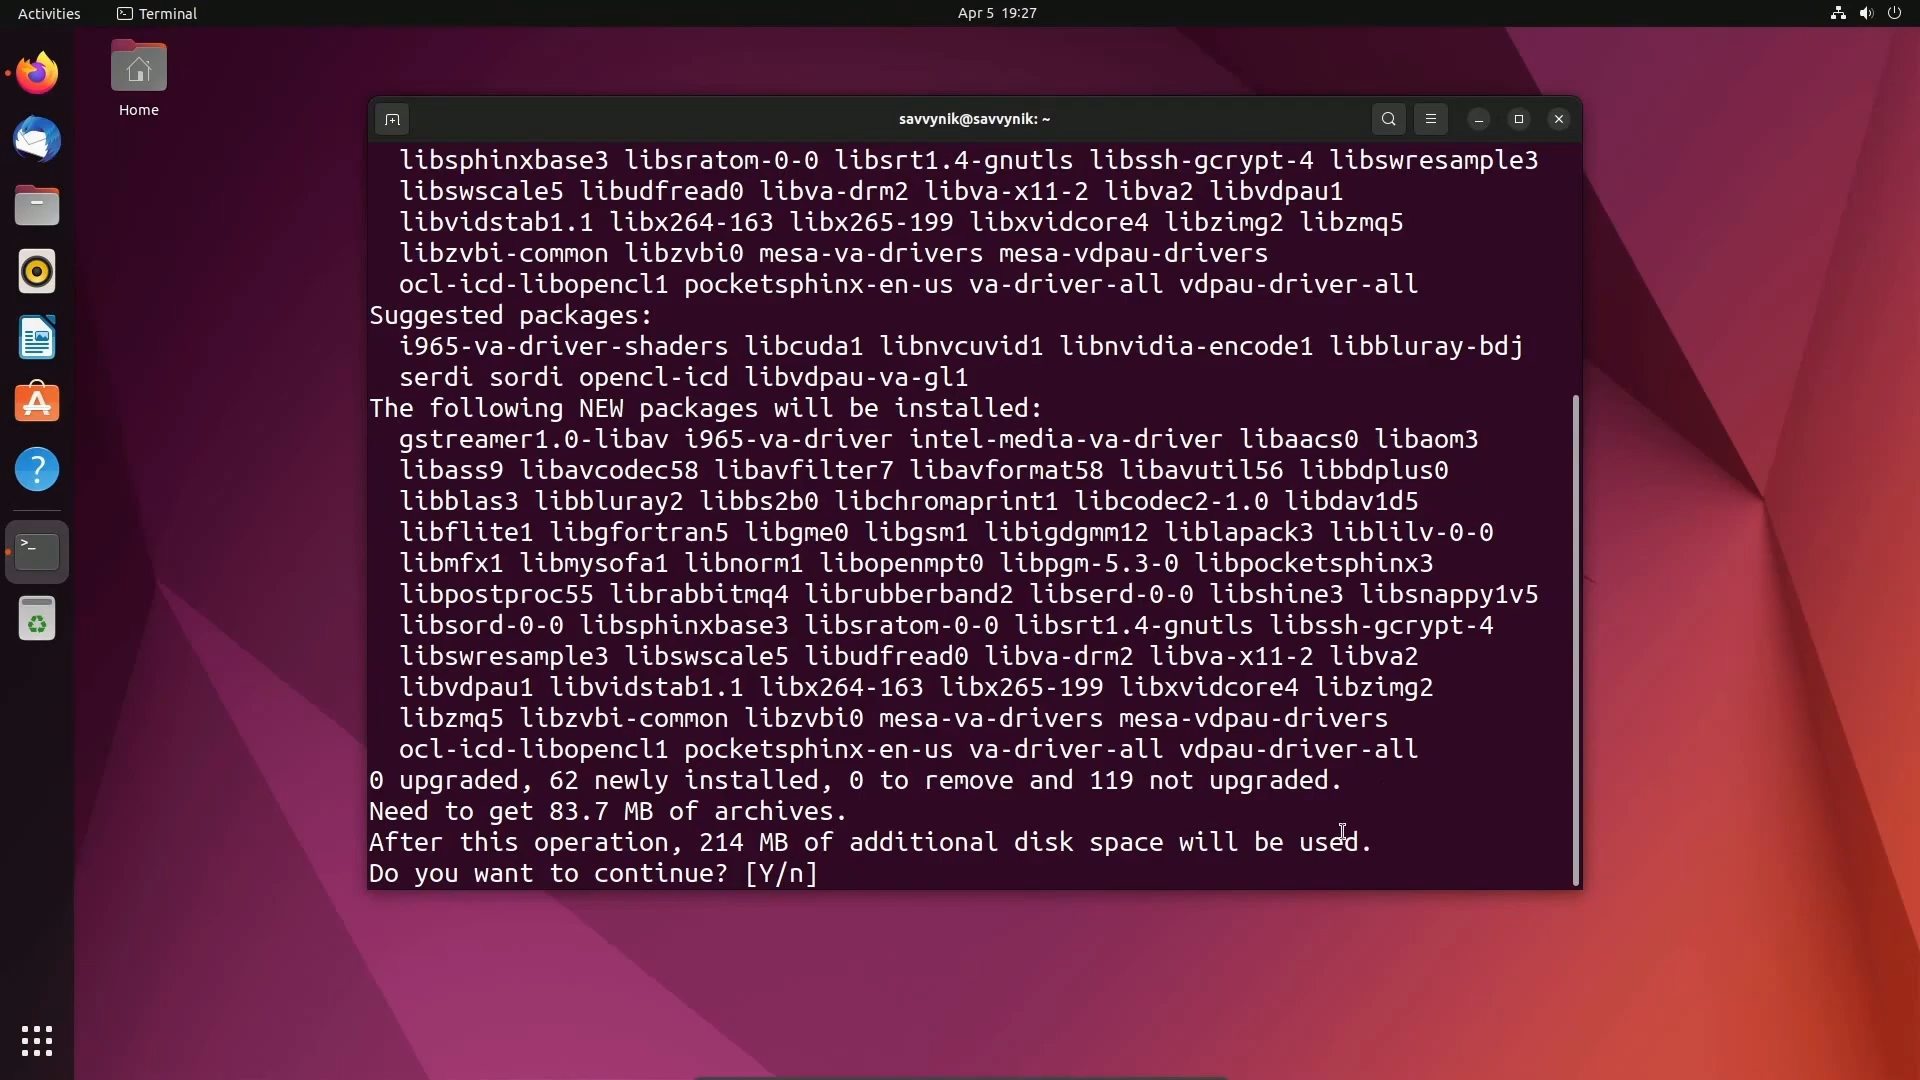 Activities
Terminal
Apr 5 19:27
Home
savvynik@savvynik: ~
libsphinxbase3 libsratom-0-0 libsrt1.4-gnutls libssh-gcrypt-4 libswresample3
libswscale5 libudfread0 libva-drm2 libva-x11-2 libva2 libvdpau1
libvidstab1.1 libx264-163 libx265-199 libxvidcore4 libzimg2 libzmq5
libzvbi-common libzvbi0 mesa-va-drivers mesa-vdpau-drivers
ocl-icd-libopencl1 pocketsphinx-en-us va-driver-all vdpau-driver-all
Suggested packages:
i965-va-driver-shaders libcuda1 libnvcuvid1 libnvidia-encode1 libbluray-bdj
serdi sordi opencl-icd libvdpau-va-gl1
The following NEW packages will be installed:
gstreamer1.0-libav i965-va-driver intel-media-va-driver libaacs0 libaom3
libass9 libavcodec58 libavfilter7 libavformat58 libavutil56 libbdplus0
libblas3 libbluray2 libbs2b0 libchromaprint1 libcodec2-1.0 libdav1d5
libflite1 libgfortran5 libgme0 libgsm1 libigdgmm12 liblapack3 liblilv-0-0
libmfx1 libmysofa1 libnorm1 libopenmpt0 libpgm-5.3-0 libpocketsphinx3
libpostproc55 librabbitmq4 librubberband2 libserd-0-0 libshine3 libsnappy1v5
libsord-0-0 libsphinxbase3 libsratom-0-0 libsrt1.4-gnutls libssh-gcrypt-4
libswresample3 libswscale5 libudfread0 libva-drm2 libva-x11-2 libva2
libvdpau1 libvidstab1.1 libx264-163 libx265-199 libxvidcore4 libzimg2
libzmq5 libzvbi-common libzvbi0 mesa-va-drivers mesa-vdpau-drivers
ocl-icd-libopencl1 pocketsphinx-en-us va-driver-all vdpau-driver-all
0 upgraded, 62 newly installed, 0 to remove and 119 not upgraded.
Need to get 83.7 MB of archives.
After this operation, 214 MB of additional disk space will be used.
Do you want to continue? [Y/n]